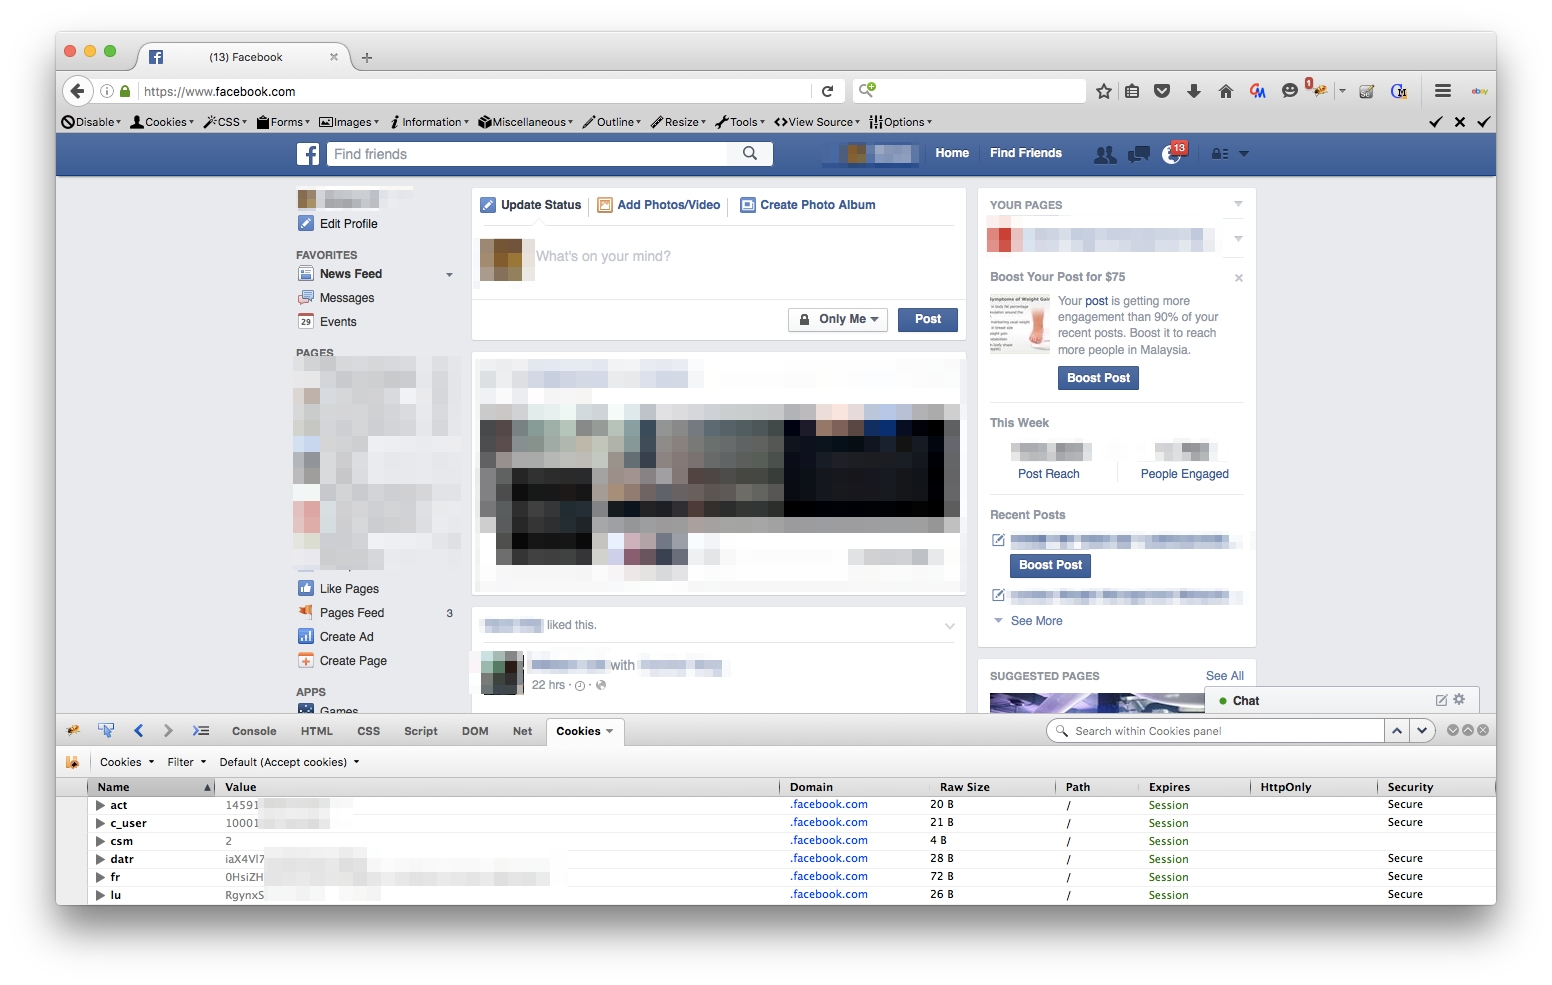 (13) Facebook
https://www.facebook.com
1
ebay
Disable Cookies CSS Forms Images Information Miscellaneous Outline Resize Tools View Source Options
Find friends
Home Find Friends 13
Edit Profile
FAVORITES
News Feed
Messages
29 Events
PAGES
Like Pages
Pages Feed 3
Create Ad
Create Page
APPS
Games
Update Status Add Photos/Video Create Photo Album
What's on your mind?
Only Me Post
liked this.
with
22 hrs
YOUR PAGES
Boost Your Post for $75
Symptoms of Weight Gain
Your post is getting more
engagement than 90% of your
recent posts. Boost it to reach
more people in Malaysia.
Boost Post
This Week
Post Reach People Engaged
Recent Posts
Boost Post
See More
SUGGESTED PAGES See All
Chat
Console HTML CSS Script DOM Net Cookies Search within Cookies panel
Cookies Filter Default (Accept cookies)
Name Value Domain Raw Size Path Expires HttpOnly Security
act 14591 .facebook.com 20 B / Session Secure
c_user 10001 .facebook.com 21 B / Session Secure
csm 2 .facebook.com 4 B / Session
datr iaX4Vl7 .facebook.com 28 B / Session Secure
fr 0HsiZH .facebook.com 72 B / Session Secure
lu RgynxS .facebook.com 26 B / Session Secure